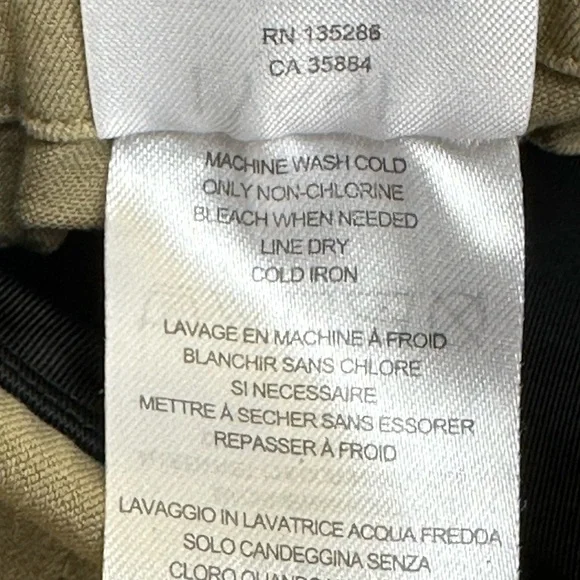 RN 135286
CA 35884
MACHINE WASH COLD
ONLY NON-CHLORINE
BLEACH WHEN NEEDED
LINE DRY
COLD IRON
LAVAGE EN MACHINE À FROID
BLANCHIR SANS CHLORE
SI NECESSAIRE
METTRE À SECHER SANS ESSORER
REPASSER À FROID
LAVAGGIO IN LAVATRICE ACQUA FREDDA
SOLO CANDEGGINA SENZA
CLORO